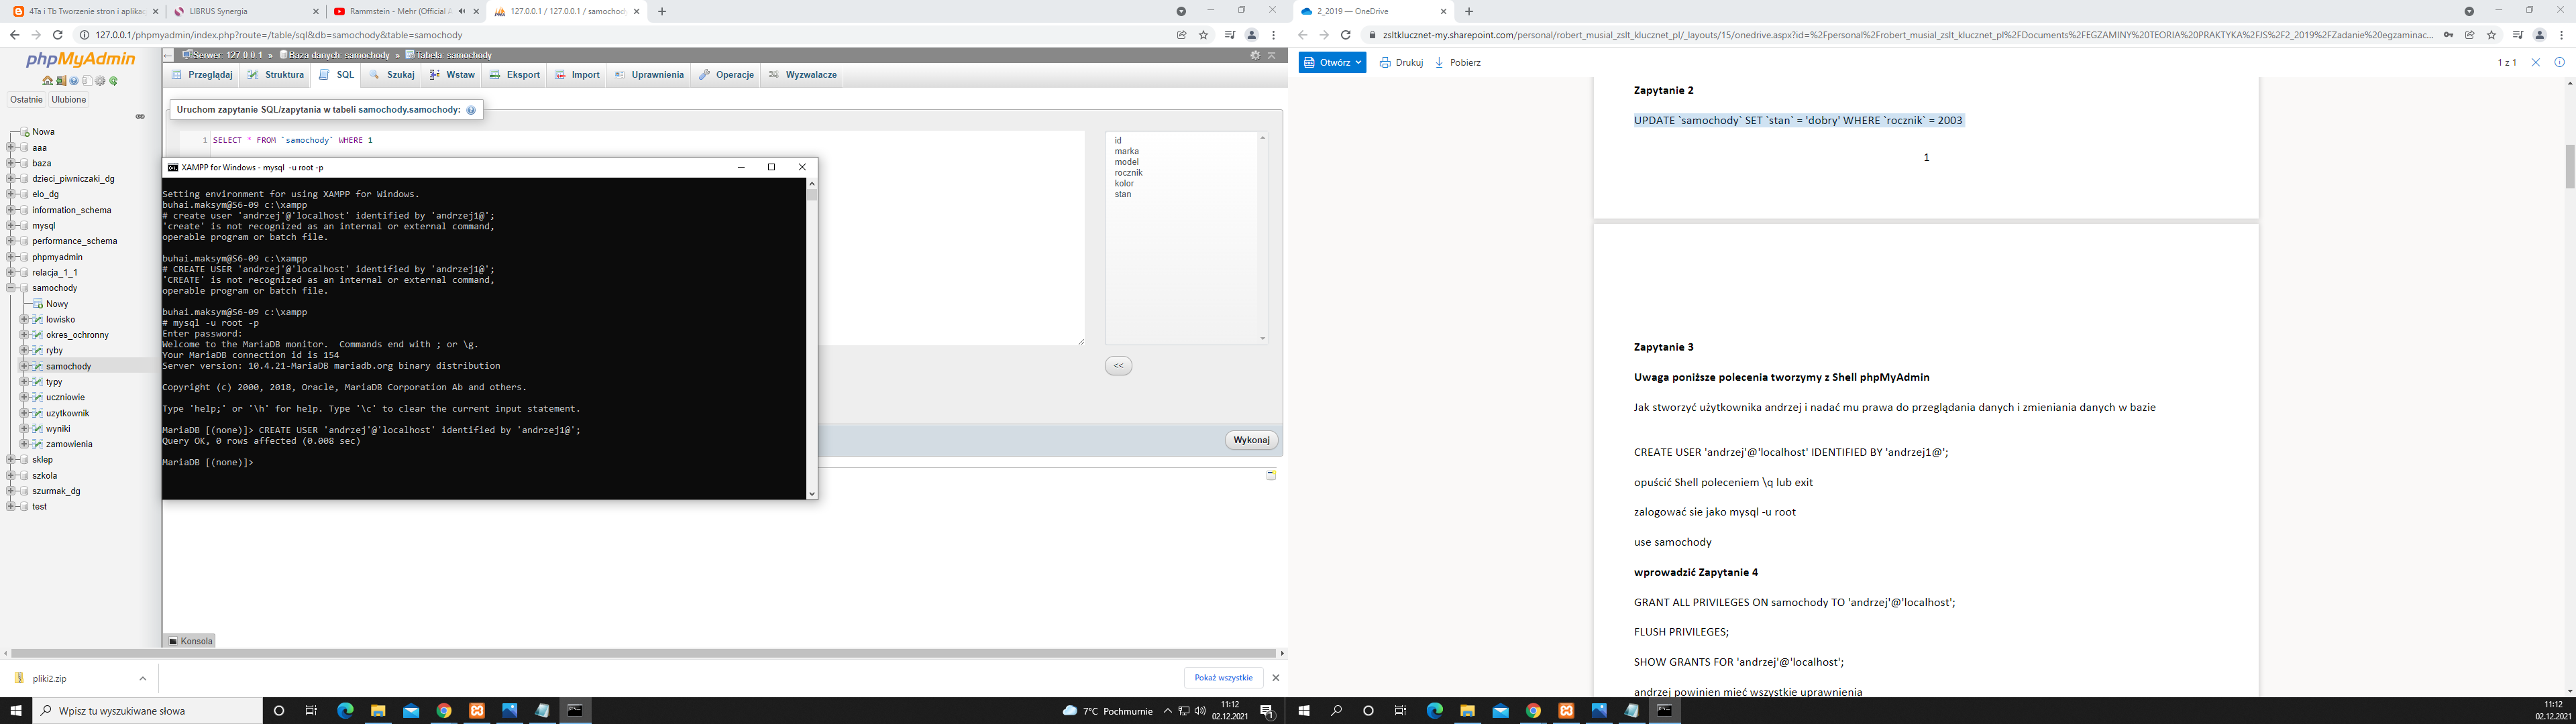 4Ta i Tb Tworzenie stron i aplikac
LIBRUS Synergia
Rammstein - Mehr (Official A
127.0.0.1 / 127.0.0.1 / samochody
127.0.0.1/phpmyadmin/index.php?route=/table/sql&db=samochody&table=samochody
phpMyAdmin
Ostatnie
Ulubione
Nowa
aaa
baza
dzieci_piwniczaki_dg
elo_dg
information_schema
mysql
performance_schema
phpmyadmin
relacja_1_1
samochody
Nowy
lowisko
okres_ochronny
ryby
samochody
typy
uczniowie
uzytkownik
wyniki
zamowienia
sklep
szkola
szurmak_dg
test
Serwer: 127.0.0.1 » Baza danych: samochody » Tabela: samochody
Przeglądaj
Struktura
SQL
Szukaj
Wstaw
Eksport
Import
Uprawnienia
Operacje
Wyzwalacze
Uruchom zapytanie SQL/zapytania w tabeli samochody.samochody:
1 SELECT * FROM `samochody` WHERE 1
id
marka
model
rocznik
kolor
stan
<<
Wykonaj
XAMPP for Windows - mysql -u root -p
Setting environment for using XAMPP for Windows.
buhai.maksym@S6-09 c:\xampp
# create user 'andrzej'@'localhost' identified by 'andrzej1@';
'create' is not recognized as an internal or external command,
operable program or batch file.
buhai.maksym@S6-09 c:\xampp
# CREATE USER 'andrzej'@'localhost' identified by 'andrzej1@';
'CREATE' is not recognized as an internal or external command,
operable program or batch file.
buhai.maksym@S6-09 c:\xampp
# mysql -u root -p
Enter password:
Welcome to the MariaDB monitor.  Commands end with ; or \g.
Your MariaDB connection id is 154
Server version: 10.4.21-MariaDB mariadb.org binary distribution
Copyright (c) 2000, 2018, Oracle, MariaDB Corporation Ab and others.
Type 'help;' or '\h' for help. Type '\c' to clear the current input statement.
MariaDB [(none)]> CREATE USER 'andrzej'@'localhost' identified by 'andrzej1@';
Query OK, 0 rows affected (0.008 sec)
MariaDB [(none)]>
Konsola
pliki2.zip
Pokaż wszystkie
Wpisz tu wyszukiwane słowa
7°C Pochmurnie
11:12
02.12.2021
1
2_2019 — OneDrive
zsltklucznet-my.sharepoint.com/personal/robert_musial_zslt_klucznet_pl/_layouts/15/onedrive.aspx?id=%2Fpersonal%2Frobert_musial_zslt_klucznet_pl%2FDocuments%2FEGZAMINY%20TEORIA%20PRAKTYKA%2FJS%2F2_2019%2FZadanie%20egzaminac...
Otwórz
Drukuj
Pobierz
1 z 1
Zapytanie 2
UPDATE `samochody` SET `stan` = 'dobry' WHERE `rocznik` = 2003
1
Zapytanie 3
Uwaga poniższe polecenia tworzymy z Shell phpMyAdmin
Jak stworzyć użytkownika andrzej i nadać mu prawa do przeglądania danych i zmieniania danych w bazie
CREATE USER 'andrzej'@'localhost' IDENTIFIED BY 'andrzej1@';
opuścić Shell poleceniem \q lub exit
zalogować sie jako mysql -u root
use samochody
wprowadzić Zapytanie 4
GRANT ALL PRIVILEGES ON samochody TO 'andrzej'@'localhost';
FLUSH PRIVILEGES;
SHOW GRANTS FOR 'andrzej'@'localhost';
andrzej powinien mieć wszystkie uprawnienia
11:12
02.12.2021